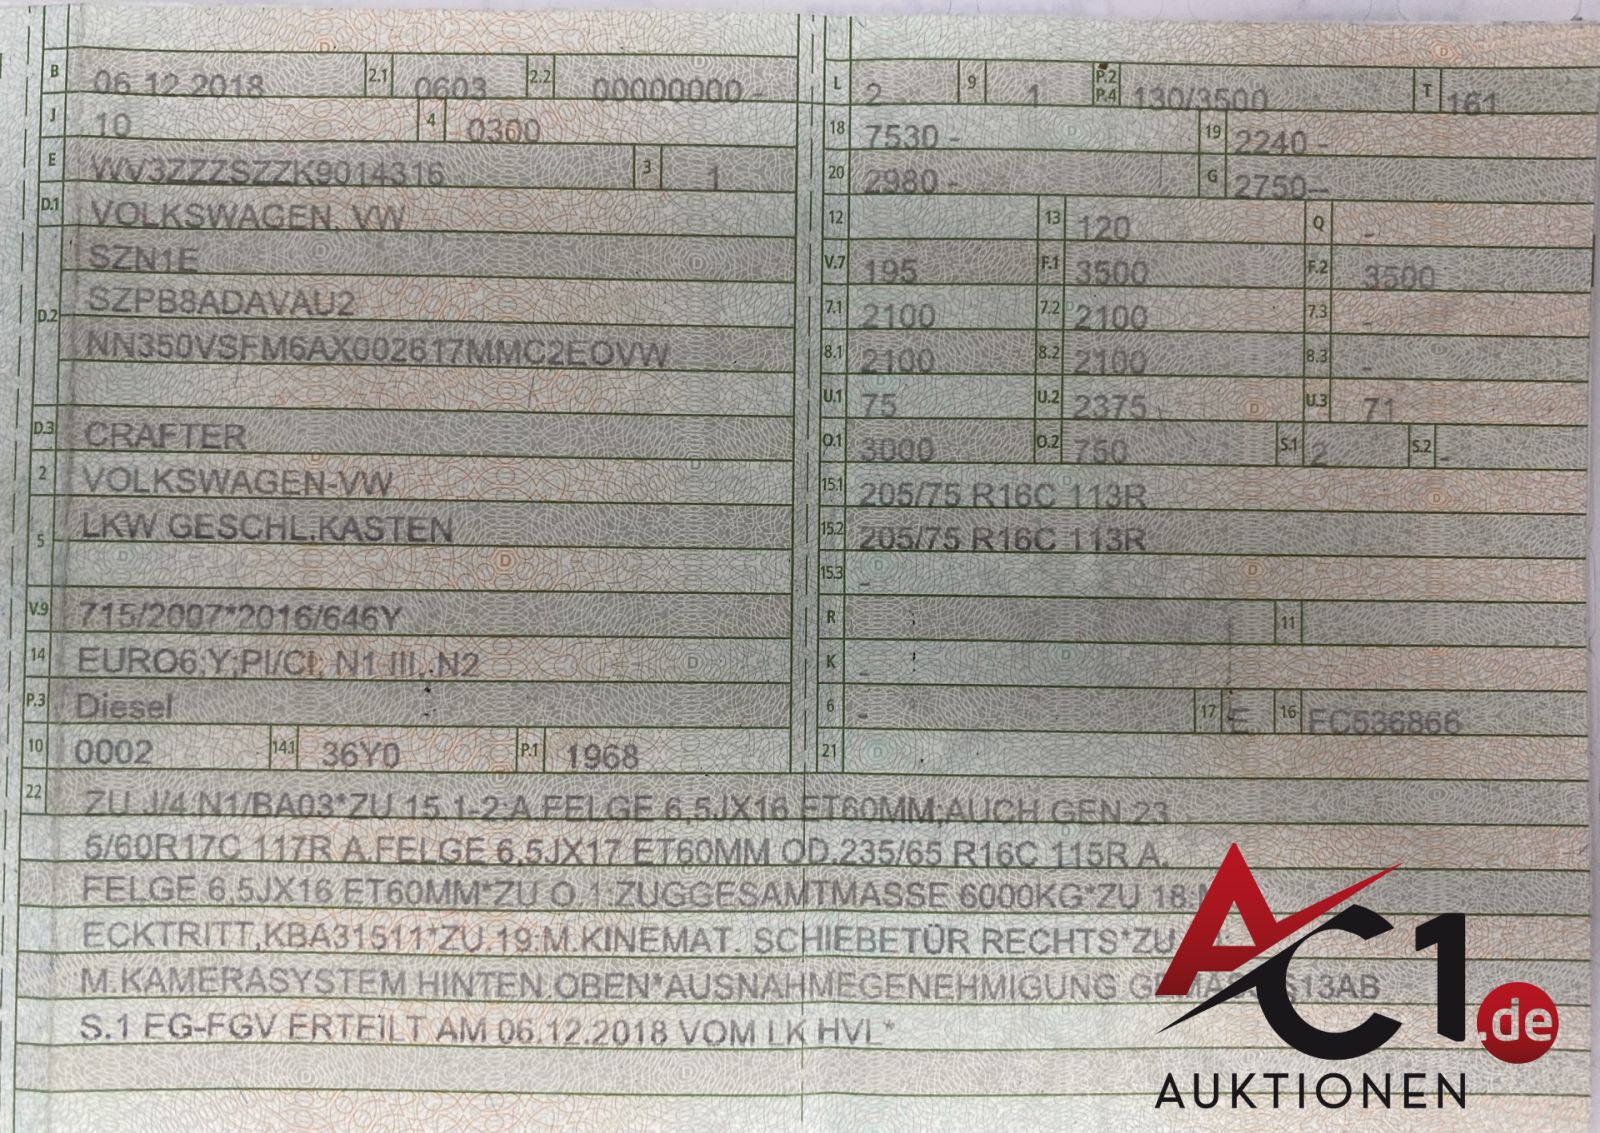 B 06.12.2018 2.1 0603 2.2 00000000 -
J 10 4 0300
E WV3ZZZSZZK9014316 3 1
D.1 VOLKSWAGEN, VW
SZN1E
D.2 SZPB8ADAVAU2
NN350VSFM6AX002617MMC2EOVW
D.3 CRAFTER
2 VOLKSWAGEN-VW
5 LKW GESCHL.KASTEN
V.9 715/2007*2016/646Y
14 EURO6;Y;PI/CI, N1 III, N2
P.3 Diesel
10 0002 14.1 36Y0 P.1 1968
L 2 9 1 P.2 P.4 130/3500 T 161
18 7530 - 19 2240 -
20 2980 - G 2750--
12 13 120 Q -
V.7 195 F.1 3500 F.2 3500
7.1 2100 7.2 2100 7.3 -
8.1 2100 8.2 2100 8.3 -
U.1 75 U.2 2375 U.3 71
O.1 3000 O.2 750 S.1 2 S.2 -
15.1 205/75 R16C 113R
15.2 205/75 R16C 113R
15.3 -
R 11
K -
6 - 17 E 16 FC536866
21
22 ZU J/4:N1/BA03*ZU 15.1-2:A.FELGE 6,5JX16 ET60MM;AUCH GEN.23
5/60R17C 117R A.FELGE 6,5JX17 ET60MM OD.235/65 R16C 115R A.
FELGE 6,5JX16 ET60MM*ZU O.1:ZUGGESAMTMASSE 6000KG*ZU 18:
ECKTRITT,KBA31511*ZU 19:M.KINEMAT. SCHIEBETÜR RECHTS*ZU
M.KAMERASYSTEM HINTEN OBEN*AUSNAHMEGENEHMIGUNG 13AB
S.1 EG-FGV ERTEILT AM 06.12.2018 VOM LK HVL*
AC1.de
AUKTIONEN